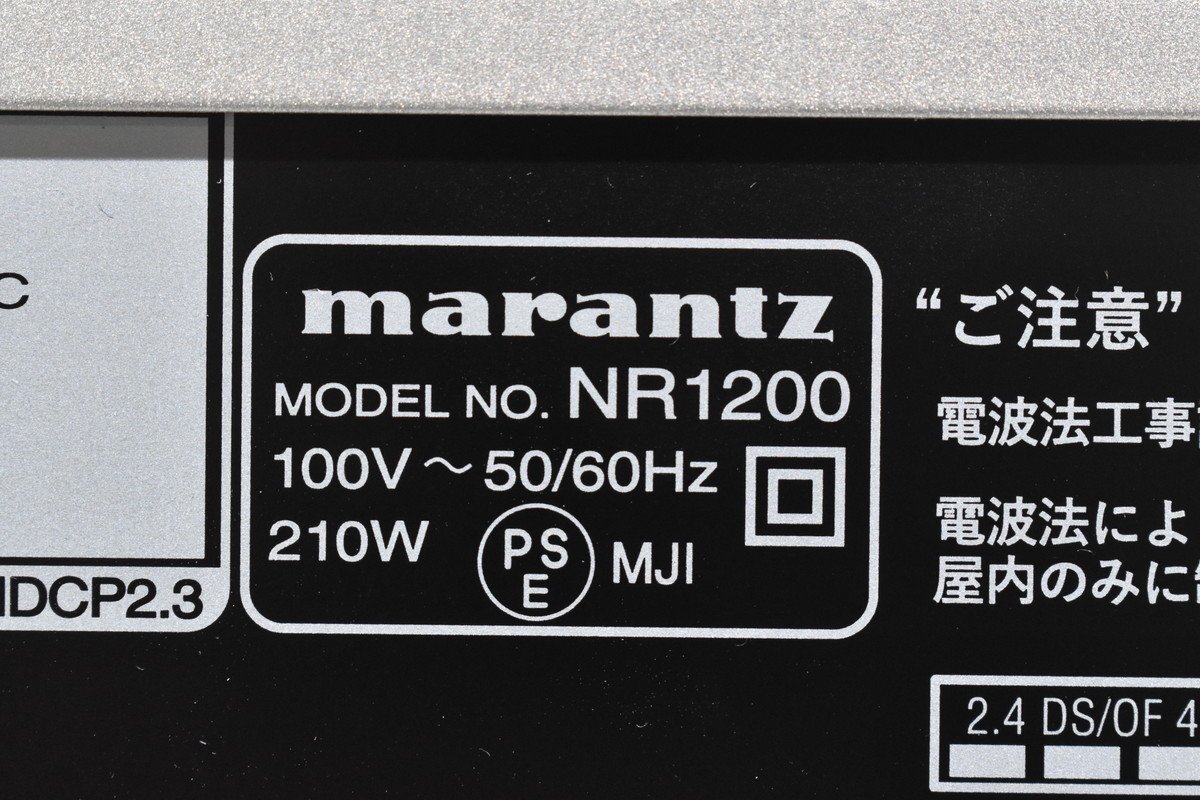 C
HDCP2.3
marantz
MODEL NO. NR1200
100V ～ 50/60Hz
210W
PS
E
MJI
“ご注意”
電波法工事
電波法によ
屋内のみに
2.4 DS/OF 4